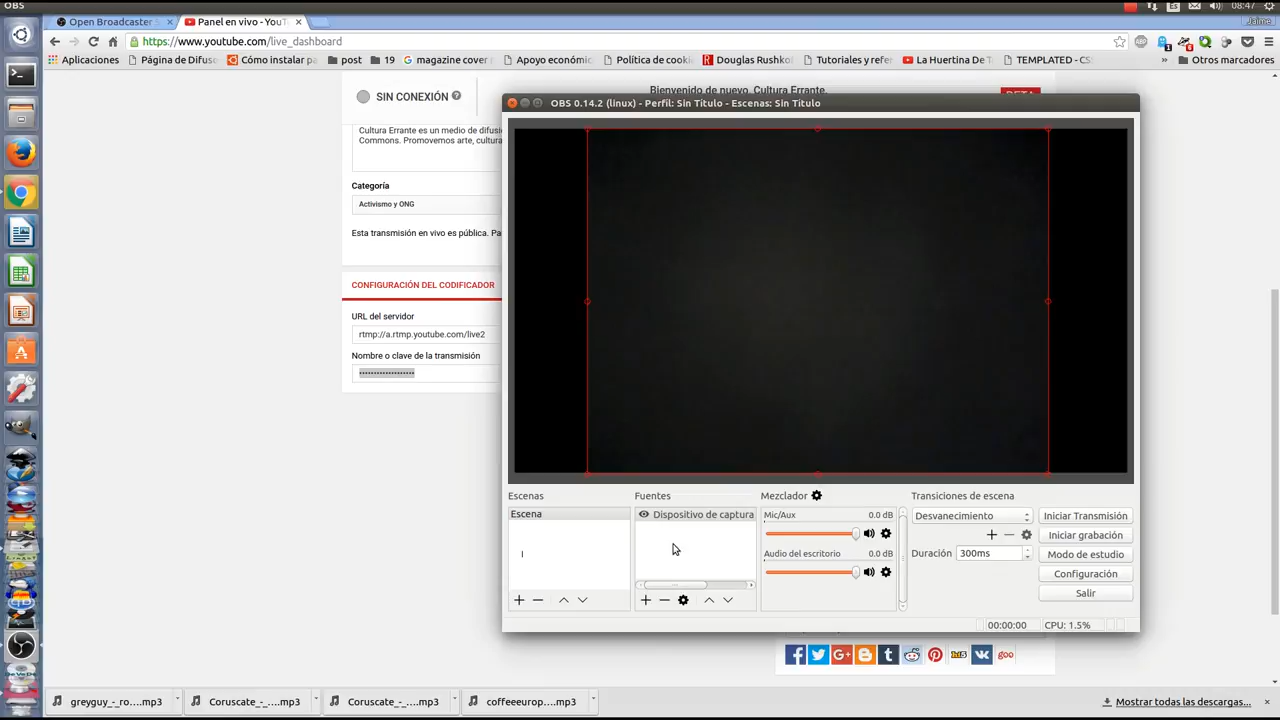 OBS
Es
08:47
Open Broadcaster S
Panel en vivo - YouT
Jaime
https://www.youtube.com/live_dashboard
Aplicaciones
Página de Difus
Cómo instalar p
post
19
magazine cover
Apoyo económic
Política de cooki
Douglas Rushko
Tutoriales y refe
La Huertina De T
TEMPLATED - CS
Otros marcadores
SIN CONEXIÓN
Bienvenido de nuevo, Cultura Errante.
BETA
Cultura Errante es un medio de difusi
Commons. Promovemos arte, cultura
Categoría
Activismo y ONG
Esta transmisión en vivo es pública. Pa
CONFIGURACIÓN DEL CODIFICADOR
URL del servidor
rtmp://a.rtmp.youtube.com/live2
Nombre o clave de la transmisión
OBS 0.14.2 (linux) - Perfil: Sin Titulo - Escenas: Sin Titulo
Escenas
Fuentes
Mezclador
Transiciones de escena
Escena
Dispositivo de captura
Mic/Aux 0.0 dB
Audio del escritorio 0.0 dB
Desvanecimiento
Duración 300ms
Iniciar Transmisión
Iniciar grabación
Modo de estudio
Configuración
Salir
00:00:00
CPU: 1.5%
greyguy_-_ro....mp3
Coruscate_-_....mp3
Coruscate_-_....mp3
coffeeeurop....mp3
Mostrar todas las descargas...